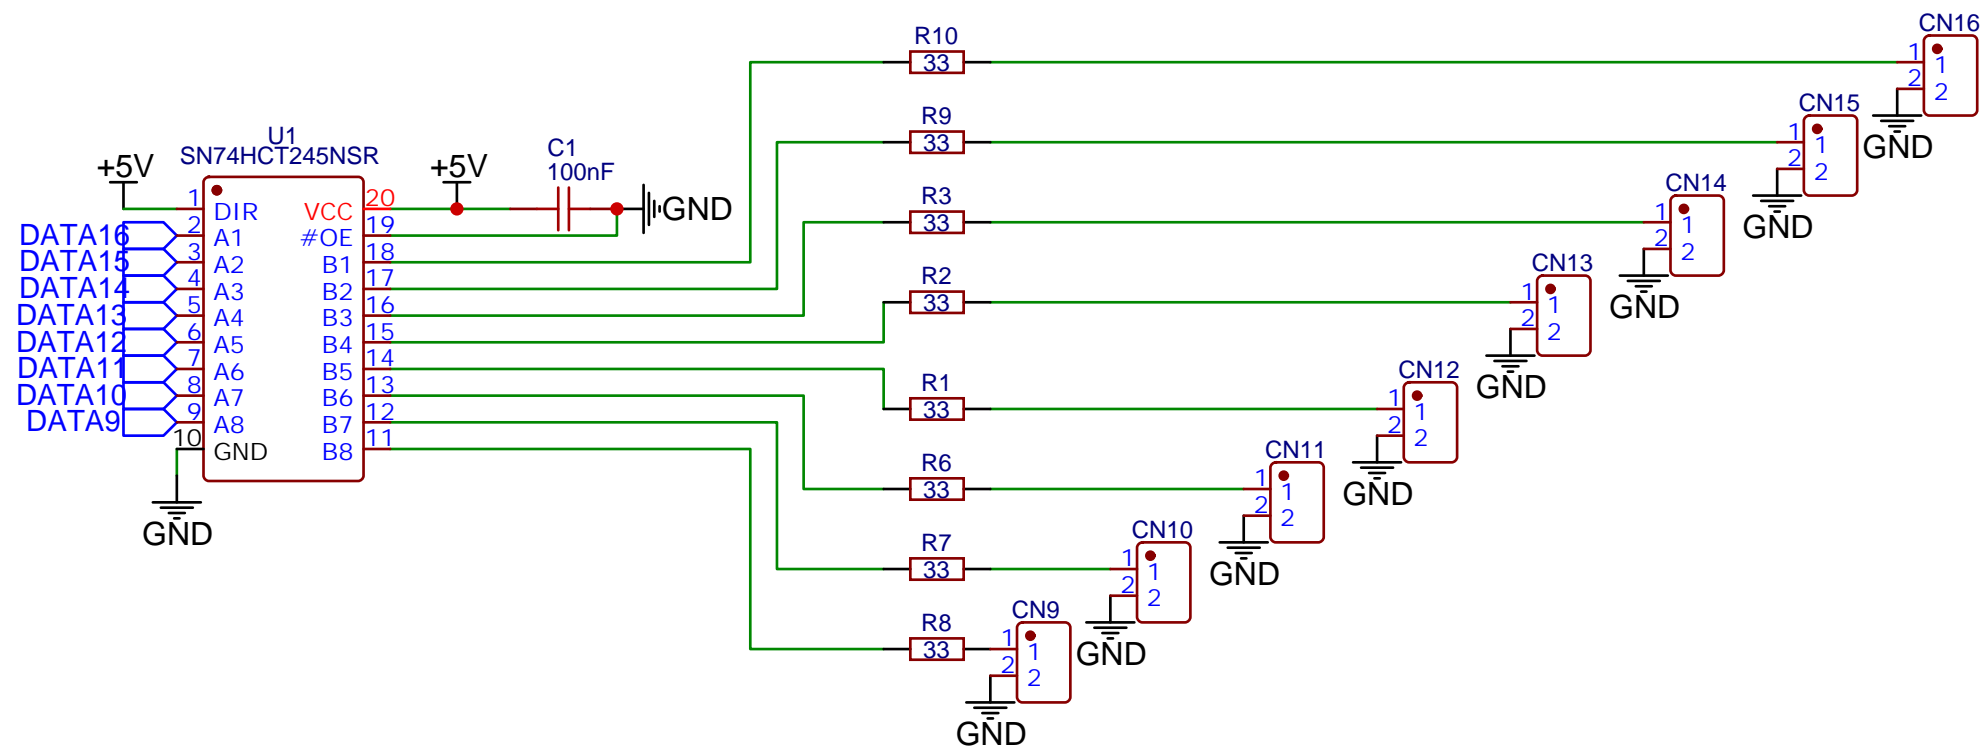 U1
SN74HCT245NSR
+5V
1 DIR
DATA16 2 A1
DATA15 3 A2
DATA14 4 A3
DATA13 5 A4
DATA12 6 A5
DATA11 7 A6
DATA10 8 A7
DATA9 9 A8
10 GND
GND
VCC 20
#OE 19
B1 18
B2 17
B3 16
B4 15
B5 14
B6 13
B7 12
B8 11
+5V
C1
100nF
GND
R10
33
R9
33
R3
33
R2
33
R1
33
R6
33
R7
33
R8
33
CN16
1 1
2 2
GND
CN15
1 1
2 2
GND
CN14
1 1
2 2
GND
CN13
1 1
2 2
GND
CN12
1 1
2 2
GND
CN11
1 1
2 2
GND
CN10
1 1
2 2
GND
CN9
1 1
2 2
GND